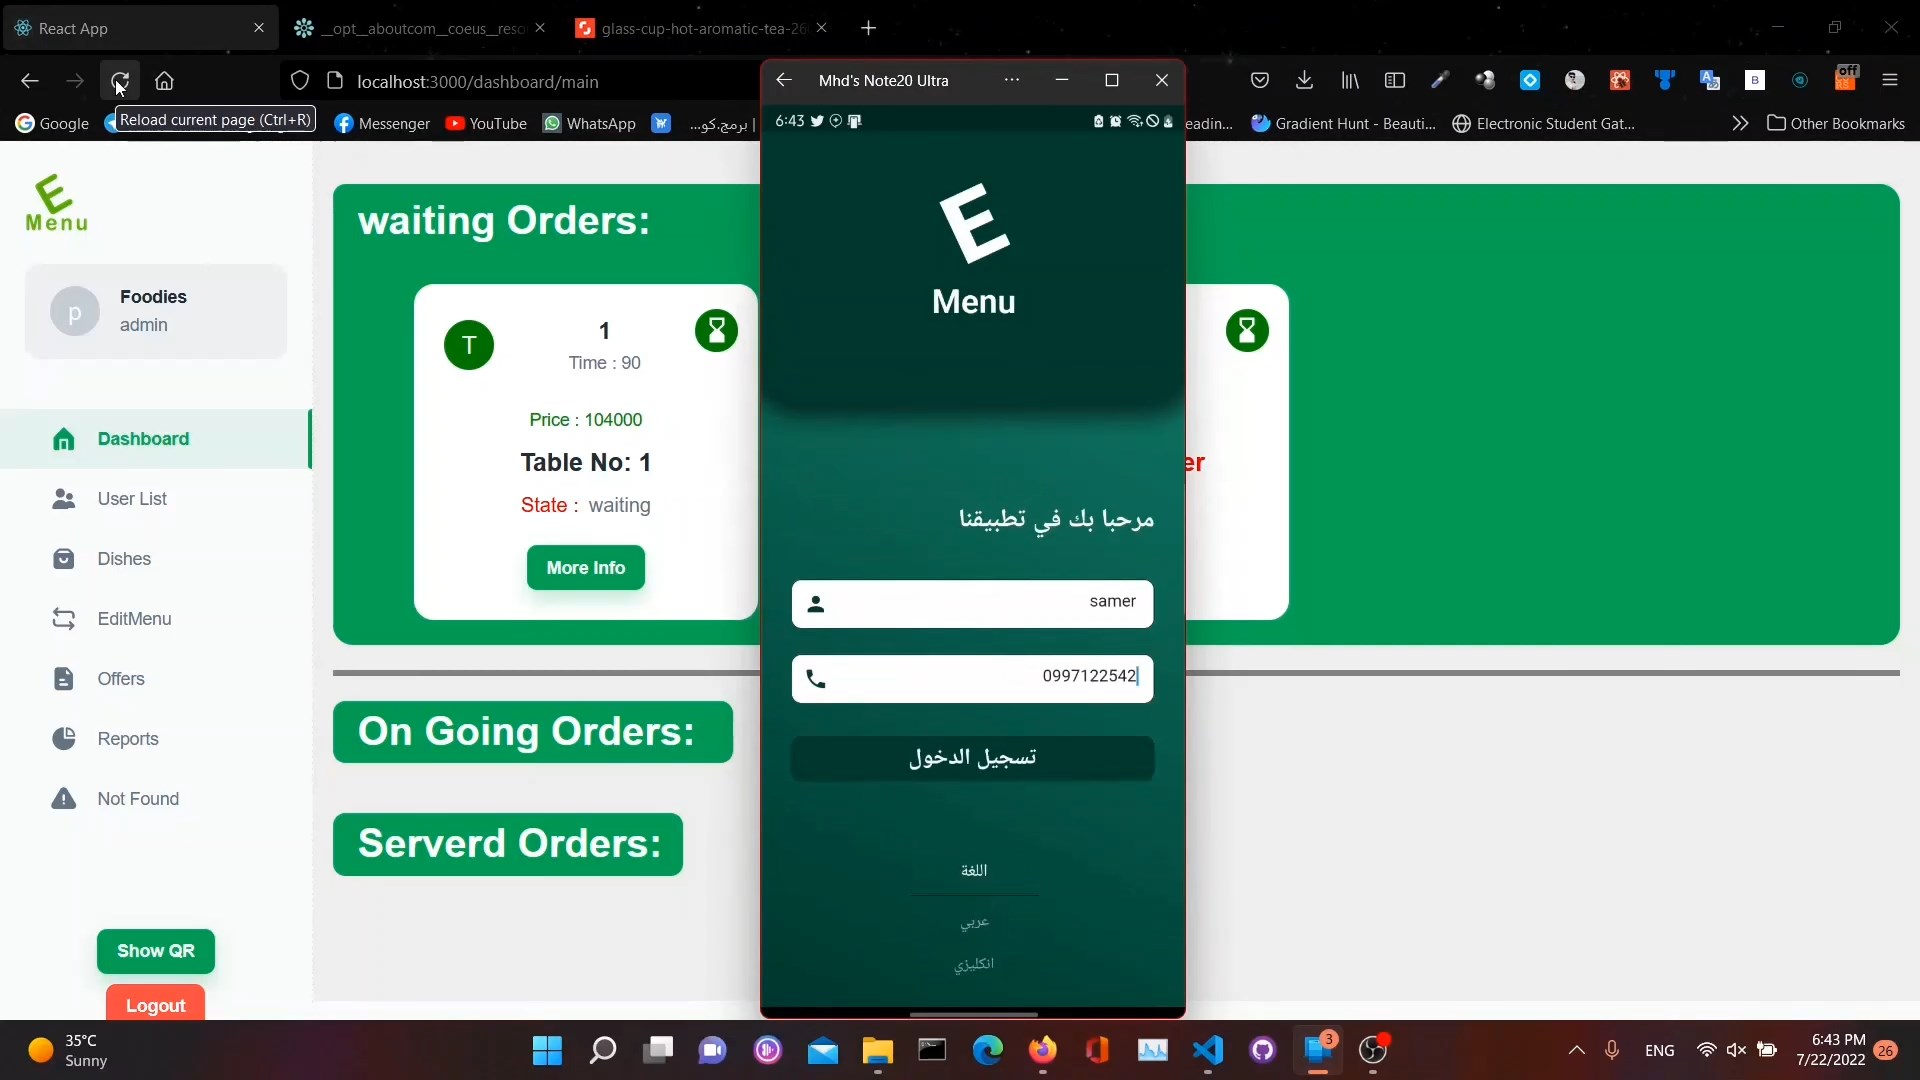 React App
__opt__aboutcom__coeus__reso
glass-cup-hot-aromatic-tea-26
localhost:3000/dashboard/main
Reload current page (Ctrl+R)
Google
Messenger
YouTube
WhatsApp
برمج.كو...
eadin...
Gradient Hunt - Beauti...
Electronic Student Gat...
Other Bookmarks
off
E
Menu
p
Foodies
admin
Dashboard
User List
Dishes
EditMenu
Offers
Reports
Not Found
Show QR
Logout
waiting Orders:
T
1
Time : 90
Price : 104000
Table No: 1
State : waiting
More Info
er
On Going Orders:
Serverd Orders:
Mhd's Note20 Ultra
6:43
E
Menu
مرحبا بك في تطبيقنا
samer
0997122542
تسجيل الدخول
اللغة
عربي
انكليزي
35°C
Sunny
3
ENG
6:43 PM
7/22/2022
26